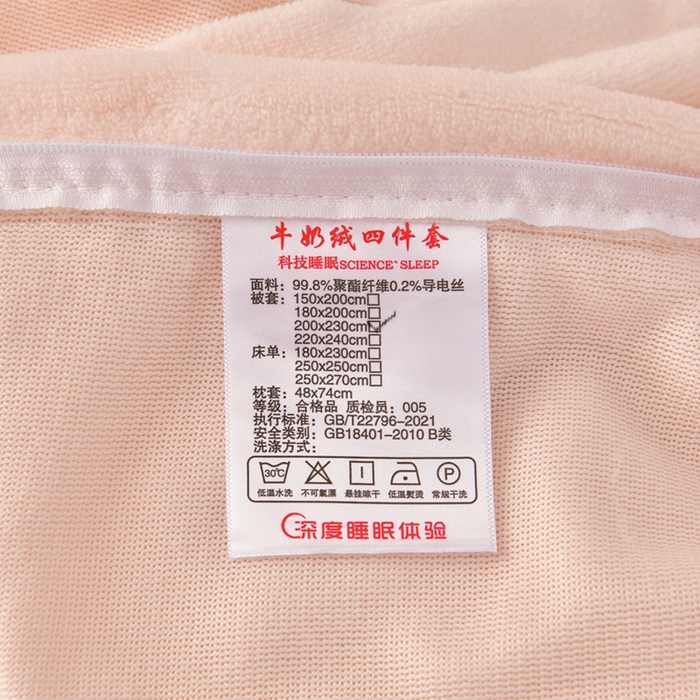 牛奶绒四件套
科技睡眠SCIENCE`SLEEP
面料：99.8%聚酯纤维0.2%导电丝
被套：150x200cm□
180x200cm□
200x230cm☑
220x240cm□
床单：180x230cm□
250x250cm□
250x270cm□
枕套：48x74cm
等级：合格品 质检员：005
执行标准：GB/T22796-2021
安全类别：GB18401-2010 B类
洗涤方式：
30℃ P
低温水洗 不可氯漂 悬挂晾干 低温熨烫 常规干洗
深度睡眠体验